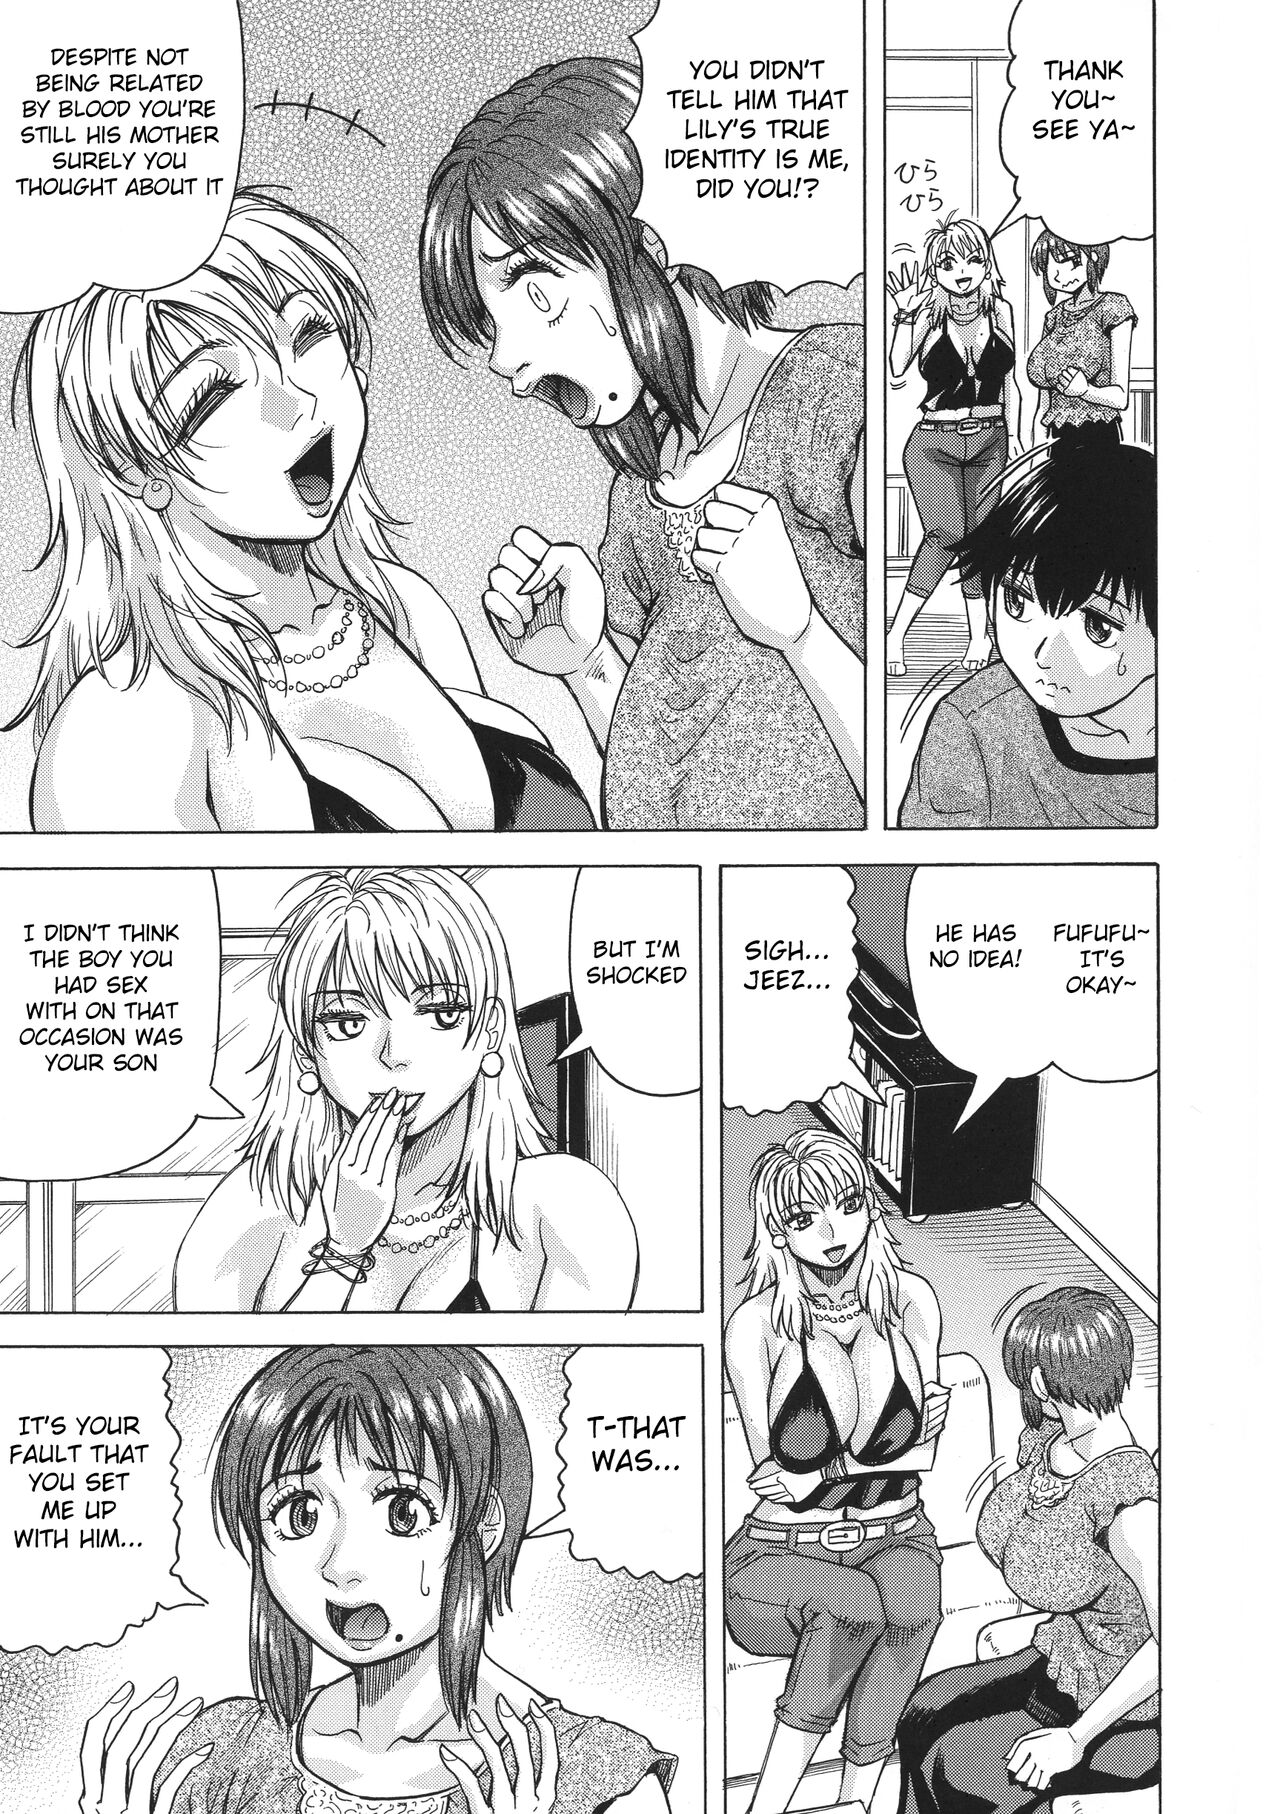 THANK
YOU~
SEE YA~
ひら
ひら
YOU DIDN'T
TELL HIM THAT
LILY'S TRUE
IDENTITY IS ME,
DID YOU!?
DESPITE NOT
BEING RELATED
BY BLOOD YOU'RE
STILL HIS MOTHER
SURELY YOU
THOUGHT ABOUT IT
FUFUFU~
IT'S
OKAY~
HE HAS
NO IDEA!
SIGH...
JEEZ...
BUT I'M
SHOCKED
I DIDN'T THINK
THE BOY YOU
HAD SEX
WITH ON THAT
OCCASION WAS
YOUR SON
T-THAT
WAS...
IT'S YOUR
FAULT THAT
YOU SET
ME UP
WITH HIM...